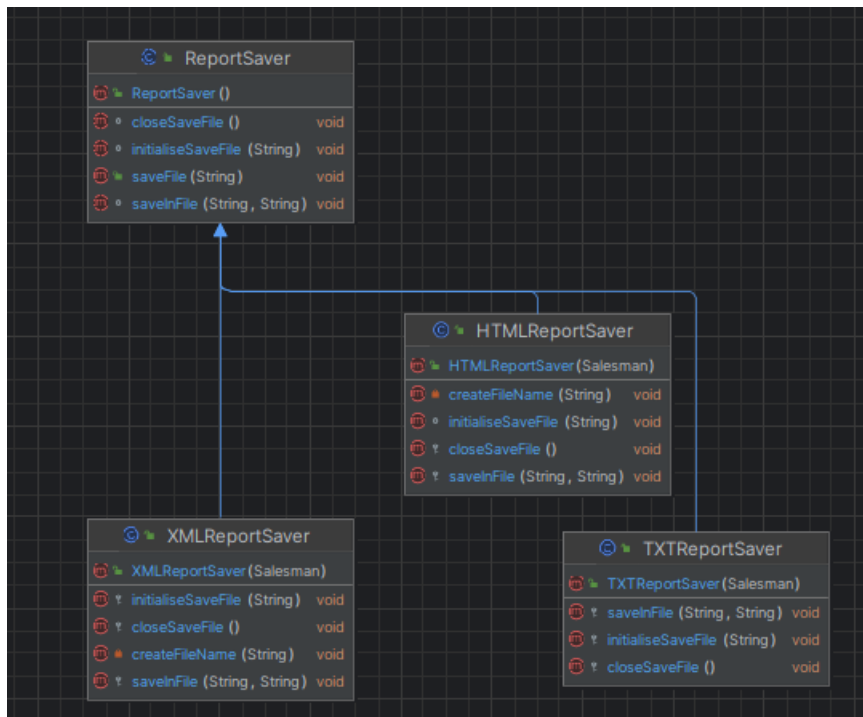 ReportSaver
ReportSaver()
closeSaveFile () void
initialiseSaveFile (String) void
saveFile(String) void
saveInFile (String, String) void
HTMLReportSaver
HTMLReportSaver(Salesman)
createFileName (String) void
initialiseSaveFile (String) void
closeSaveFile () void
saveInFile (String, String) void
XMLReportSaver
XMLReportSaver(Salesman)
initialiseSaveFile (String) void
closeSaveFile () void
createFileName (String) void
saveInFile (String, String) void
TXTReportSaver
TXTReportSaver(Salesman)
saveInFile (String, String) void
initialiseSaveFile (String) void
closeSaveFile () void